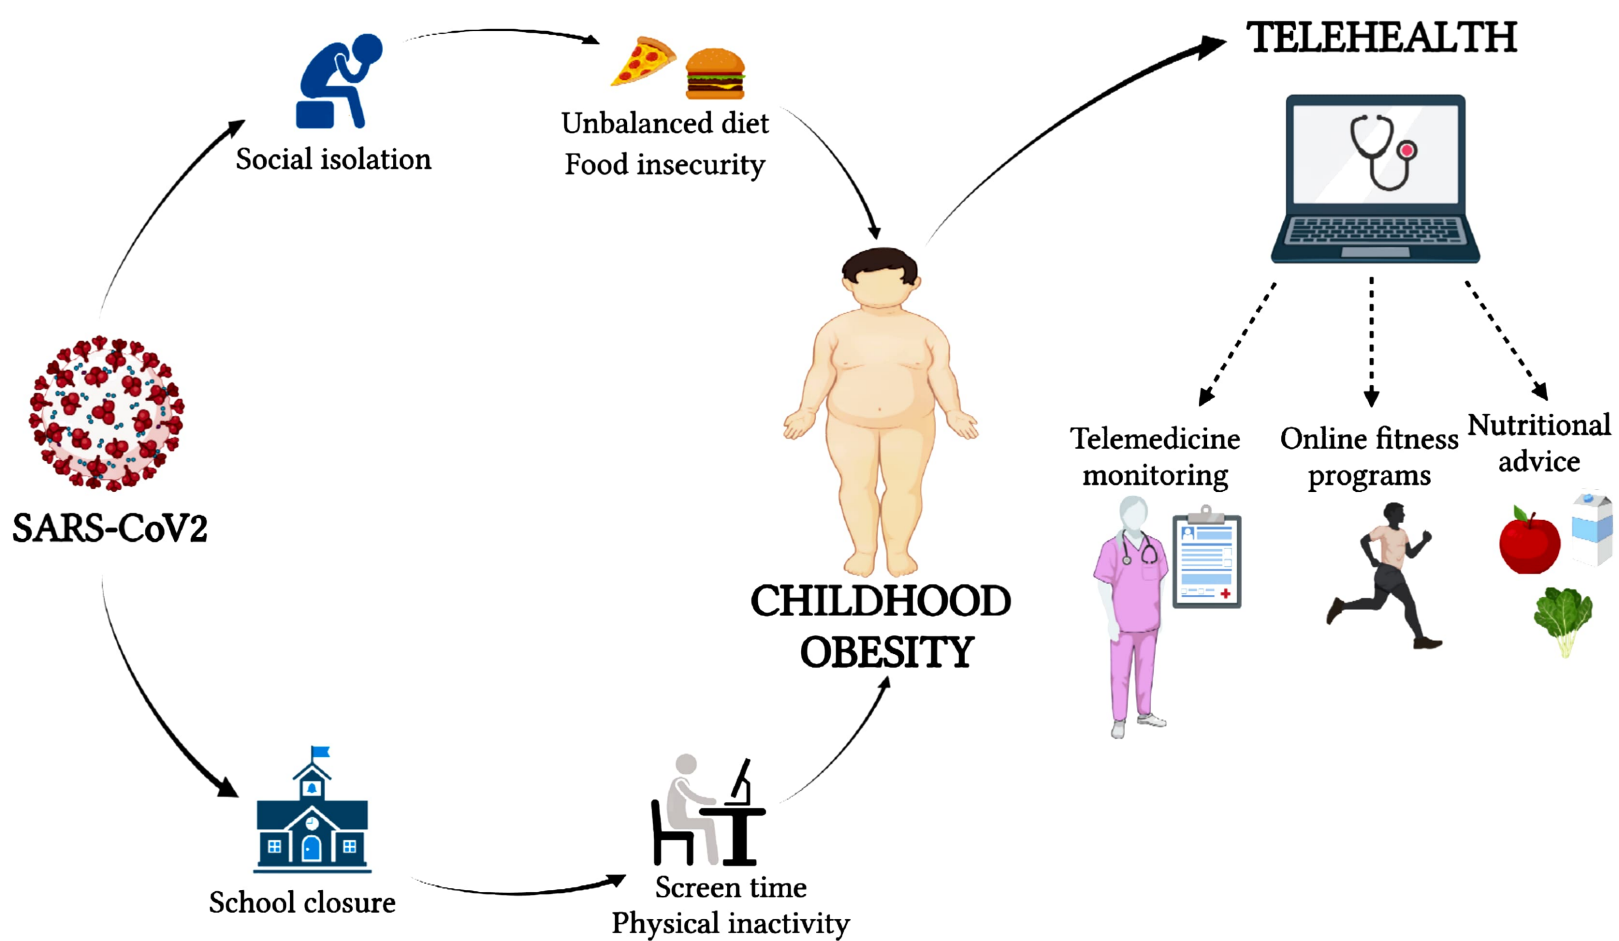 TELEHEALTH
Social isolation
Unbalanced diet
Food insecurity
SARS-CoV2
CHILDHOOD
OBESITY
Telemedicine
monitoring
Online fitness
programs
Nutritional
advice
School closure
Screen time
Physical inactivity